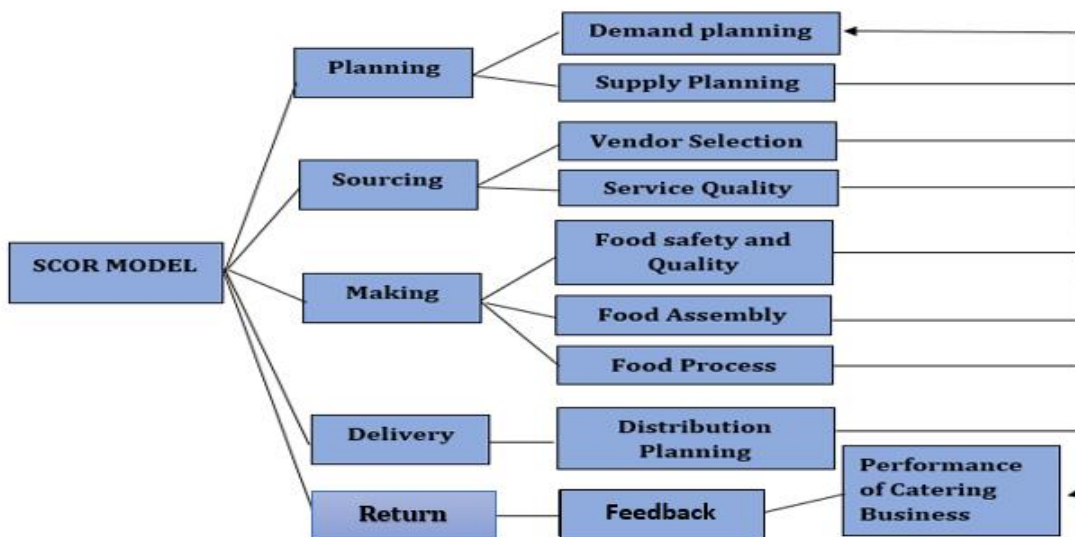 SCOR MODEL
Planning
Demand planning
Supply Planning
Sourcing
Vendor Selection
Service Quality
Making
Food safety and
Quality
Food Assembly
Food Process
Delivery
Distribution
Planning
Return
Feedback
Performance
of Catering
Business